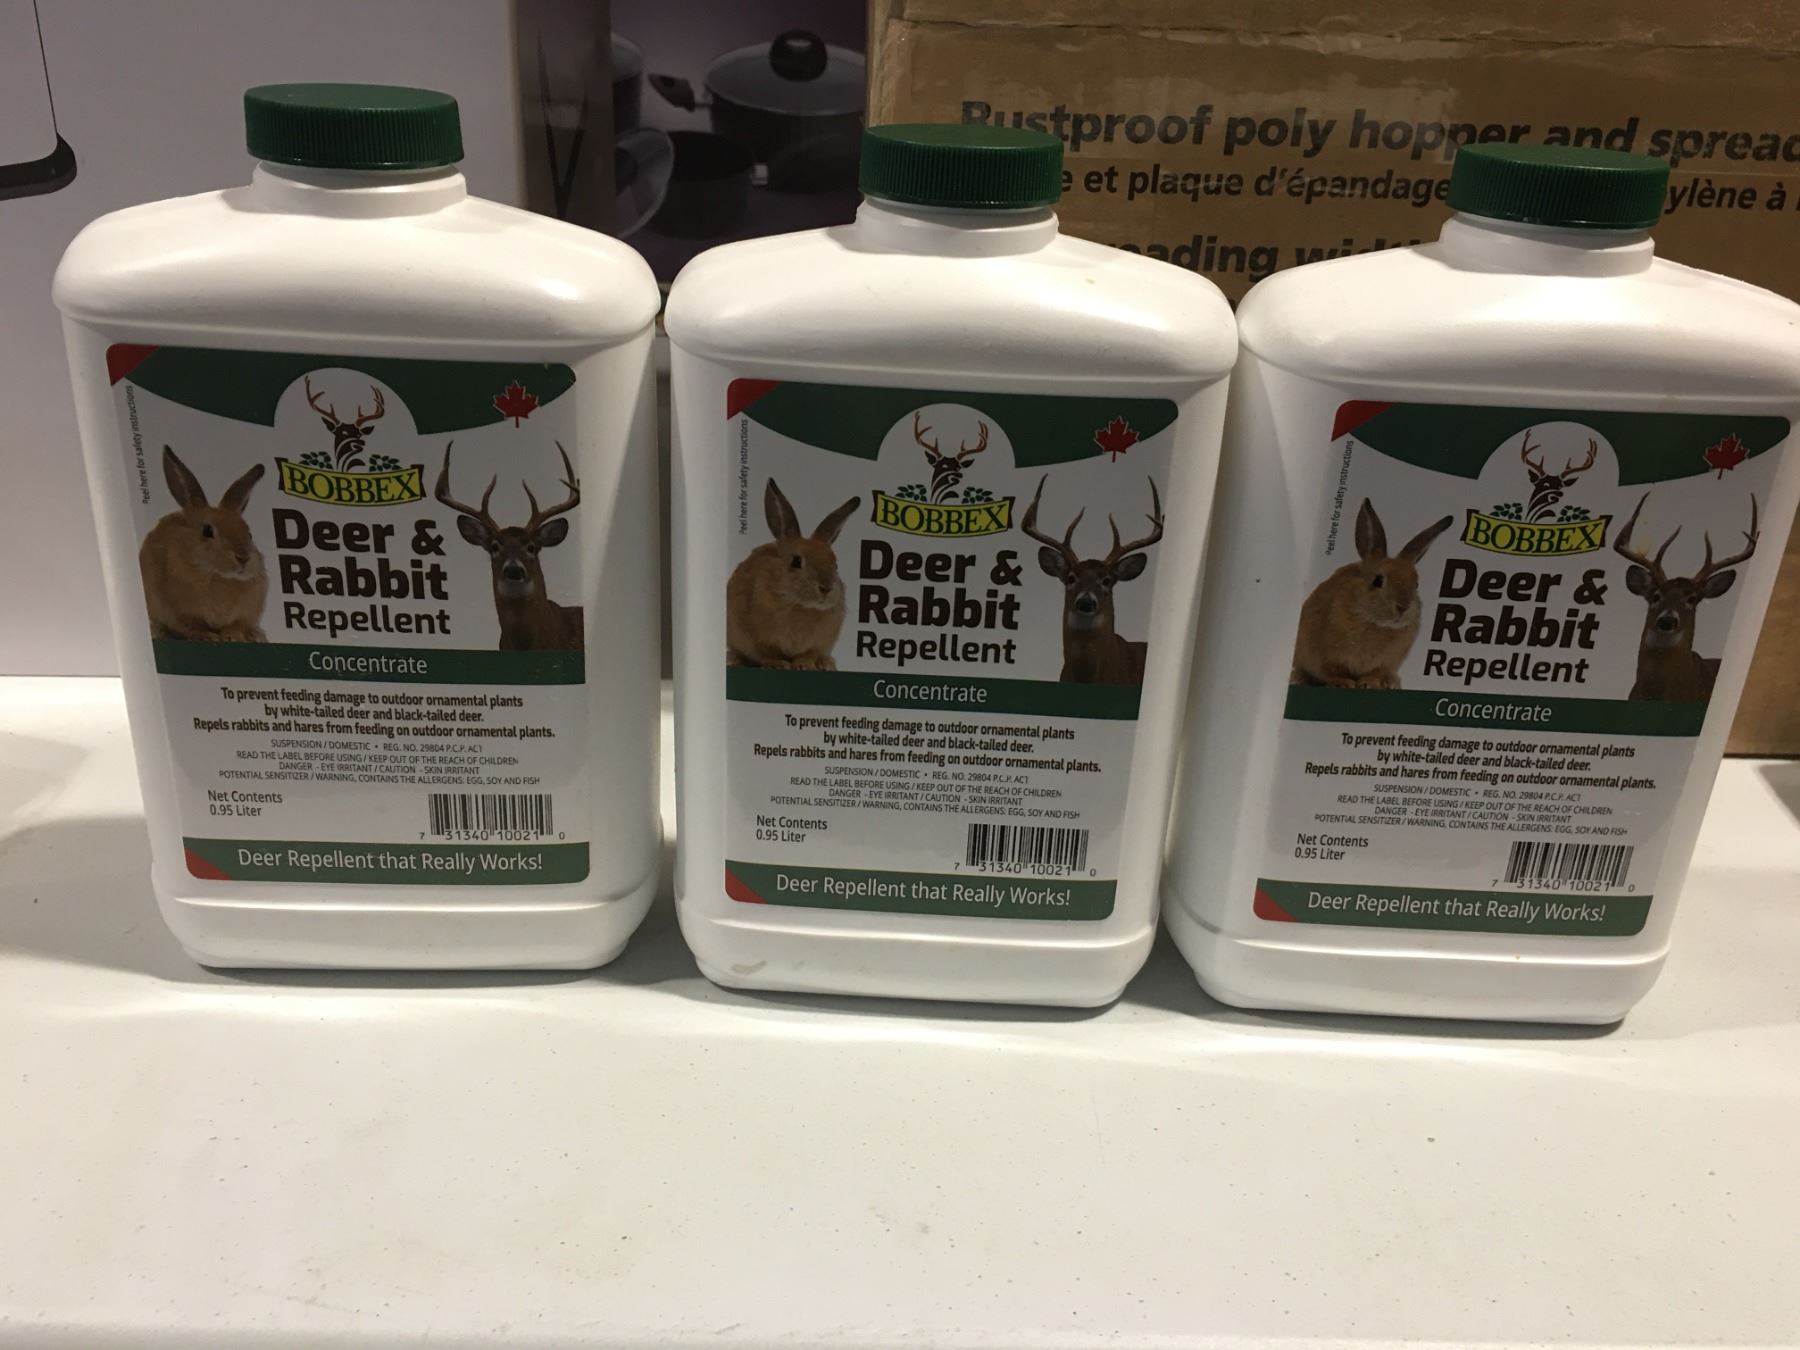 Rustproof poly hopper and spread
e et plaque d'épandage
ylène à
eading
Peel here for safety instructions
BOBBEX
Deer &
Rabbit
Repellent
Concentrate
To prevent feeding damage to outdoor ornamental plants
by white-tailed deer and black-tailed deer.
Repels rabbits and hares from feeding on outdoor ornamental plants.
SUSPENSION / DOMESTIC • REG. NO. 29804 P.C.P. ACT
READ THE LABEL BEFORE USING / KEEP OUT OF THE REACH OF CHILDREN
DANGER - EYE IRRITANT / CAUTION - SKIN IRRITANT
POTENTIAL SENSITIZER / WARNING, CONTAINS THE ALLERGENS: EGG, SOY AND FISH
Net Contents
0.95 Liter
7 31340 10021 0
Deer Repellent that Really Works!
Peel here for safety instructions
BOBBEX
Deer &
Rabbit
Repellent
Concentrate
To prevent feeding damage to outdoor ornamental plants
by white-tailed deer and black-tailed deer.
Repels rabbits and hares from feeding on outdoor ornamental plants.
SUSPENSION / DOMESTIC • REG. NO. 29804 P.C.P. ACT
READ THE LABEL BEFORE USING / KEEP OUT OF THE REACH OF CHILDREN
DANGER - EYE IRRITANT / CAUTION - SKIN IRRITANT
POTENTIAL SENSITIZER / WARNING, CONTAINS THE ALLERGENS: EGG, SOY AND FISH
Net Contents
0.95 Liter
7 31340 10021 0
Deer Repellent that Really Works!
Peel here for safety instructions
BOBBEX
Deer &
Rabbit
Repellent
Concentrate
To prevent feeding damage to outdoor ornamental plants
by white-tailed deer and black-tailed deer.
Repels rabbits and hares from feeding on outdoor ornamental plants.
SUSPENSION / DOMESTIC • REG. NO. 29804 P.C.P. ACT
READ THE LABEL BEFORE USING / KEEP OUT OF THE REACH OF CHILDREN
DANGER - EYE IRRITANT / CAUTION - SKIN IRRITANT
POTENTIAL SENSITIZER / WARNING, CONTAINS THE ALLERGENS: EGG, SOY AND FISH
Net Contents
0.95 Liter
7 31340 10021 0
Deer Repellent that Really Works!